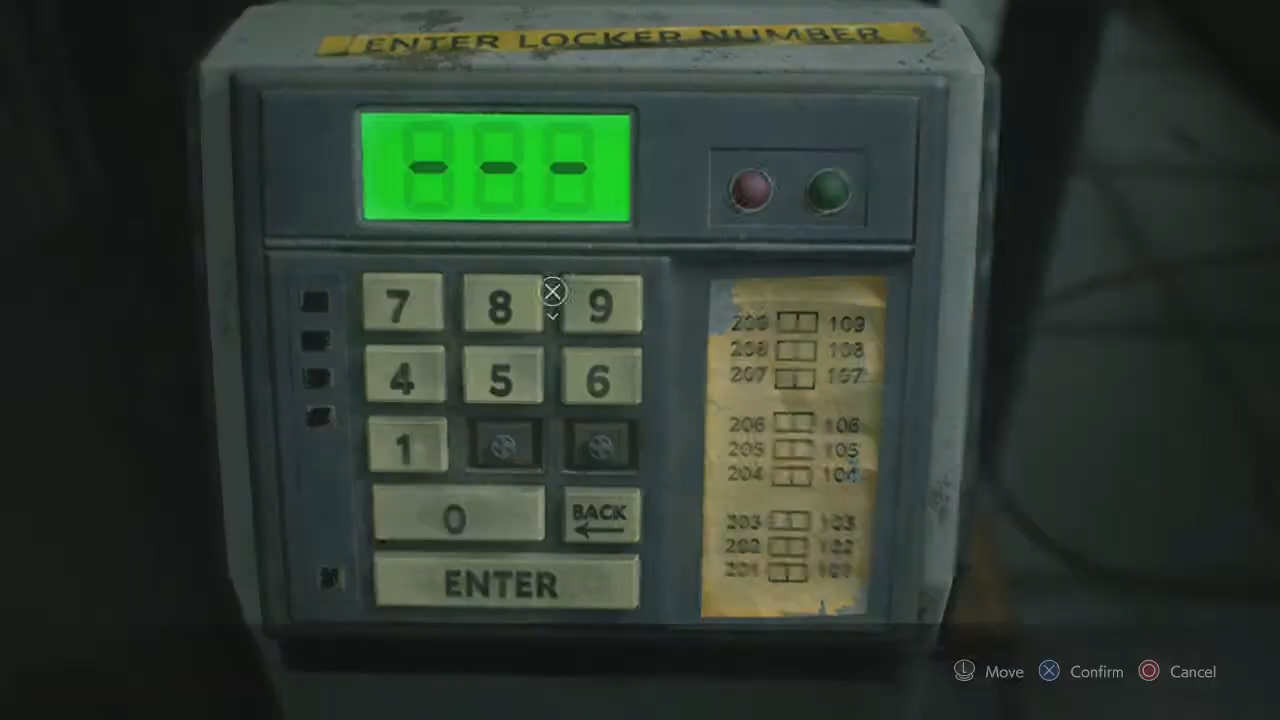 ENTER LOCKER NUMBER
- - -
7 8 9
4 5 6
1
0 BACK
ENTER
209 109
208 108
207 107
206 106
205 105
204 104
203 103
202 102
201
Move Confirm Cancel